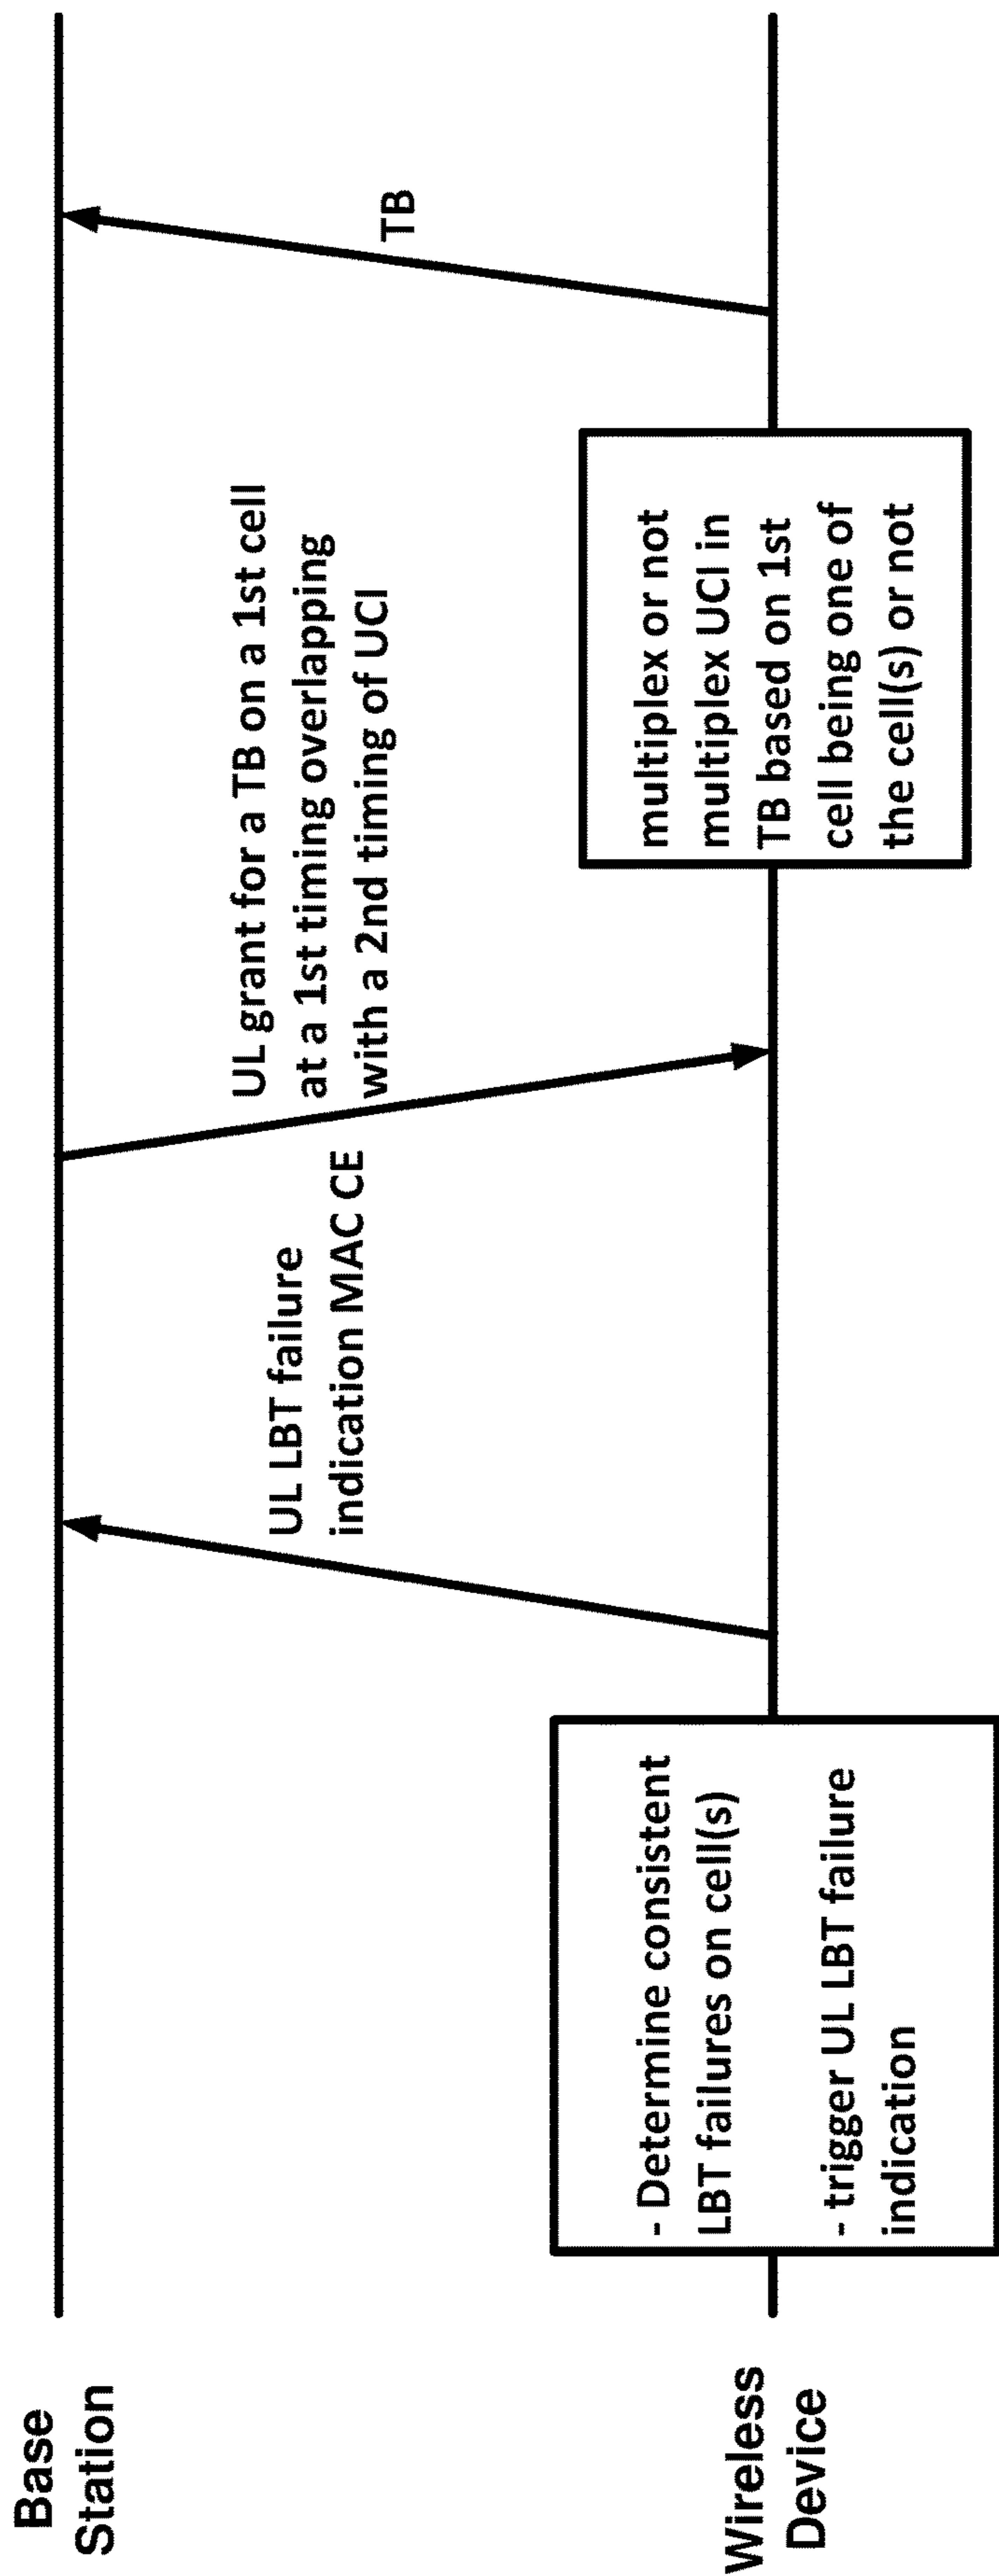 Base
Station
UL LBT failure
indication MAC CE
UL grant for a TB on a 1st cell
at a 1st timing overlapping
with a 2nd timing of UCI
TB
Wireless
Device
- Determine consistent
LBT failures on cell(s)
- trigger UL LBT failure
indication
multiplex or not
multiplex UCI in
TB based on 1st
cell being one of
the cell(s) or not